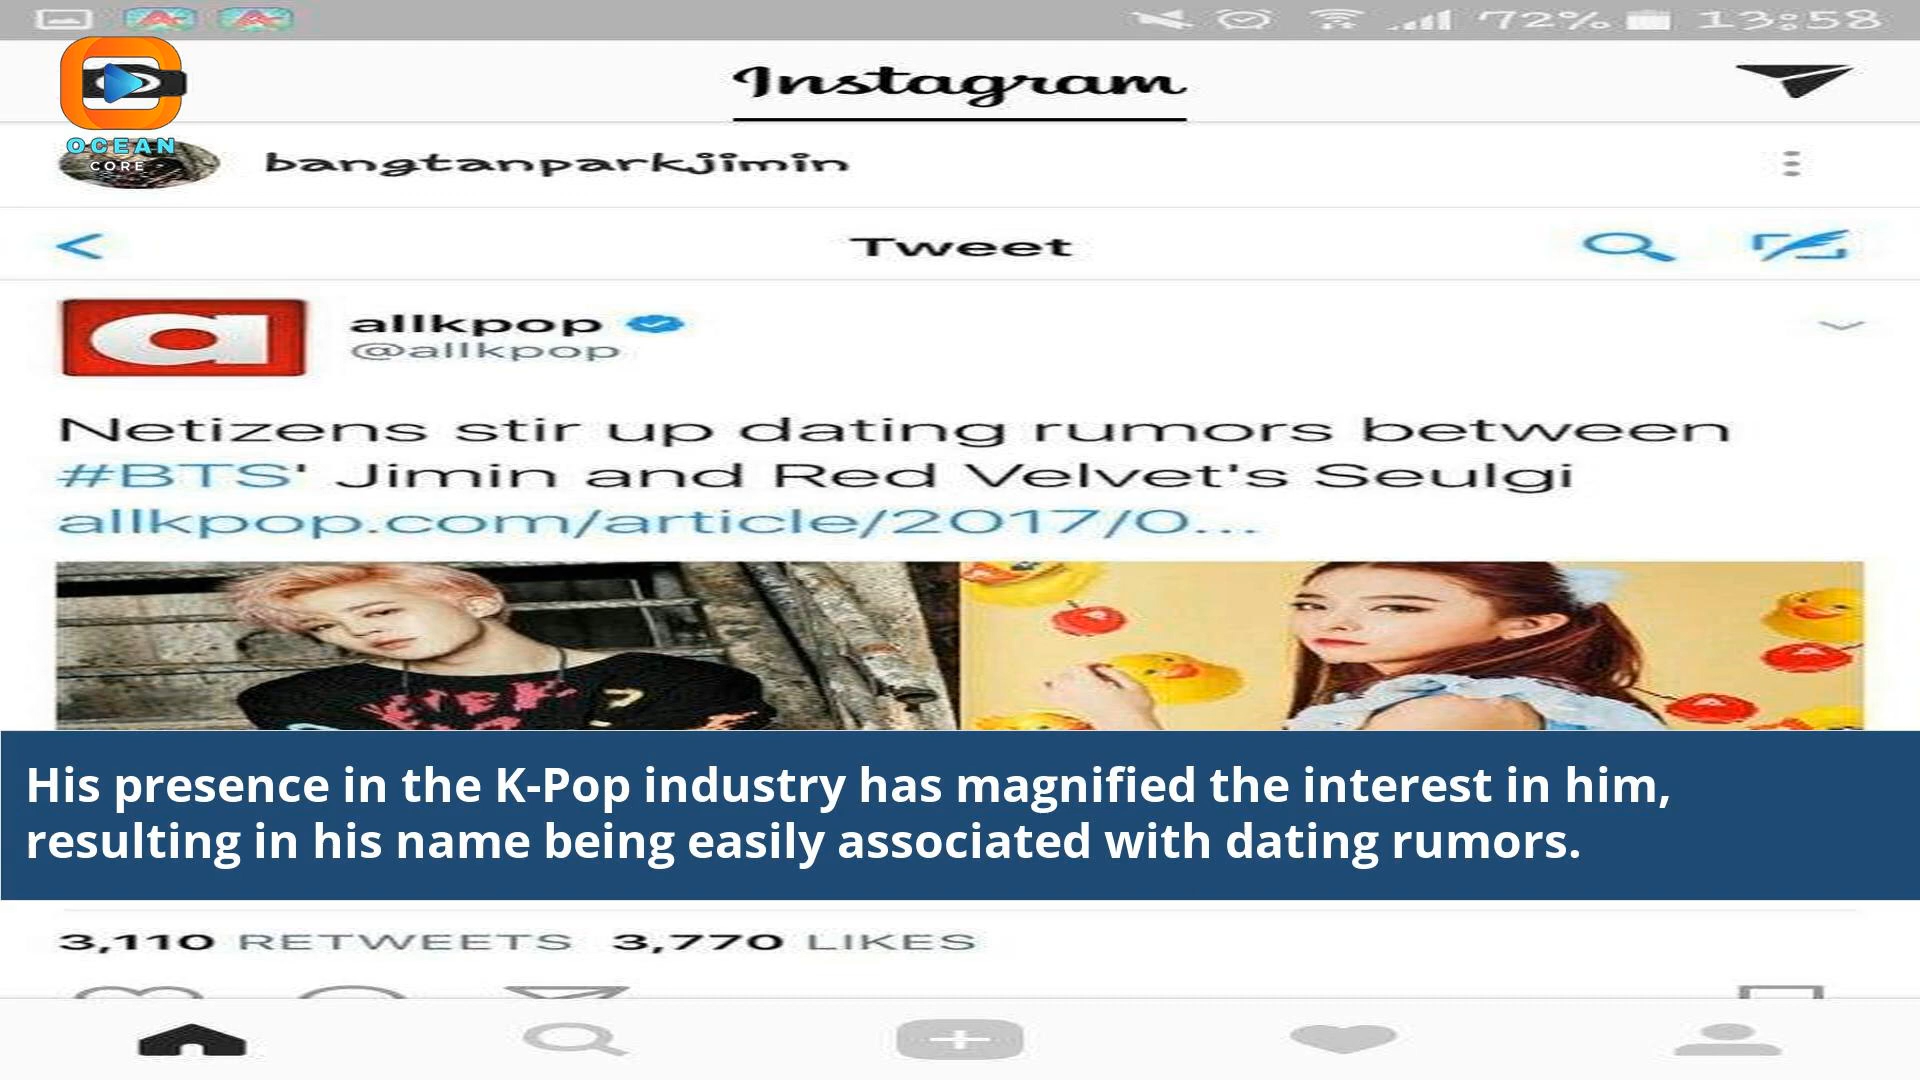 72% 13:58
Instagram
OCEAN
CORE
bangtanparkjimin
Tweet
allkpop
@allkpop
Netizens stir up dating rumors between
#BTS' Jimin and Red Velvet's Seulgi
allkpop.com/article/2017/0...
His presence in the K-Pop industry has magnified the interest in him,
resulting in his name being easily associated with dating rumors.
3,110 RETWEETS 3,770 LIKES